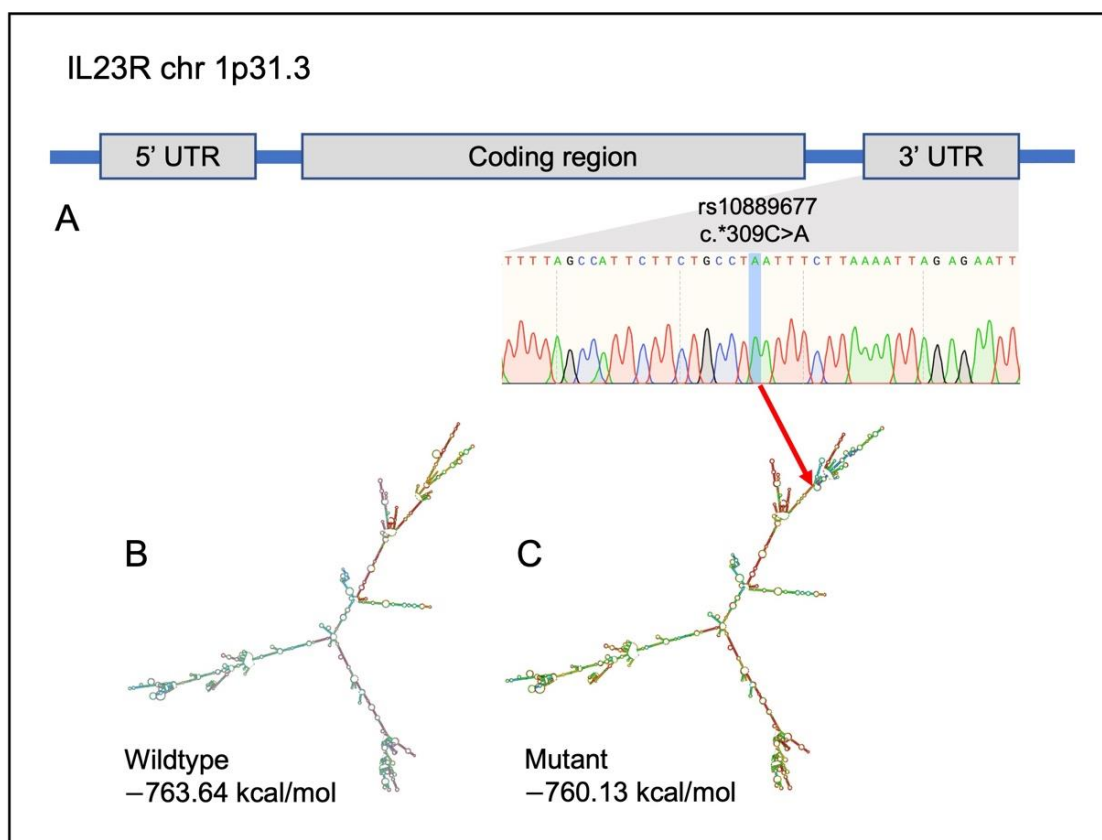 IL23R chr 1p31.3
5’ UTR
Coding region
3’ UTR
A
rs10889677
c.*309C>A
TTTTAGCCATTCTTCTGCCTAATTTCTTAAAATTAGAGAATT
B
C
Wildtype
−763.64 kcal/mol
Mutant
−760.13 kcal/mol